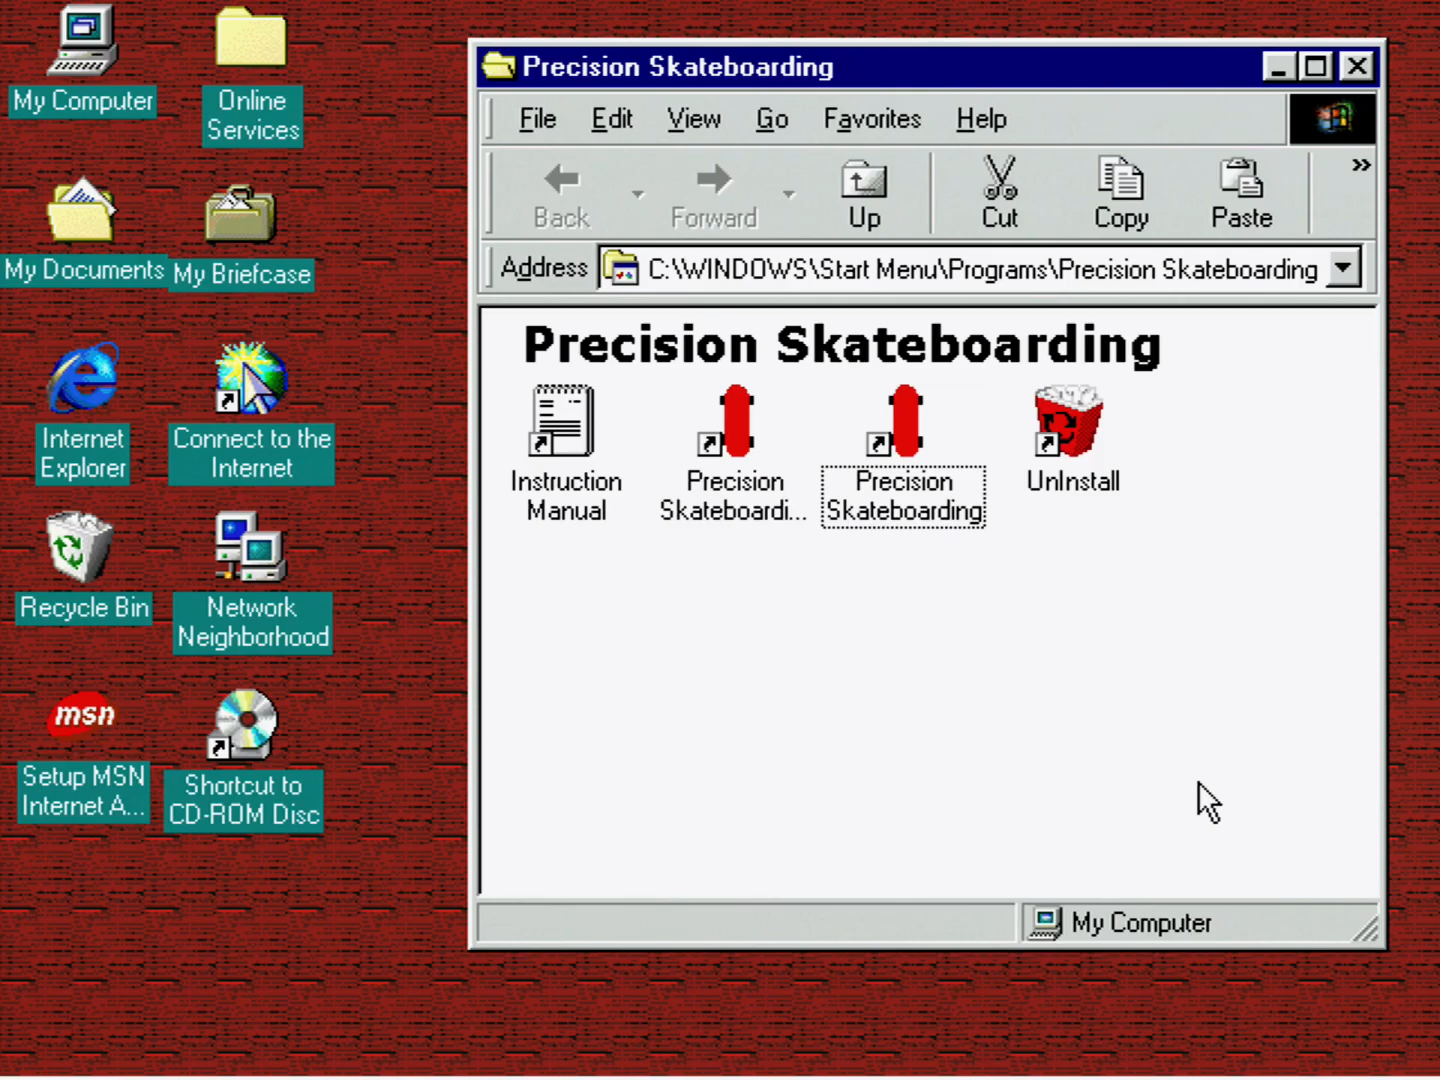 My Computer
Online
Services
My Documents
My Briefcase
Internet
Explorer
Connect to the
Internet
Recycle Bin
Network
Neighborhood
msn
Setup MSN
Internet A...
Shortcut to
CD-ROM Disc
Precision Skateboarding
File Edit View Go Favorites Help
Back Forward Up Cut Copy Paste »
Address C:\WINDOWS\Start Menu\Programs\Precision Skateboarding
Precision Skateboarding
Instruction
Manual
Precision
Skateboardi...
Precision
Skateboarding
UnInstall
My Computer